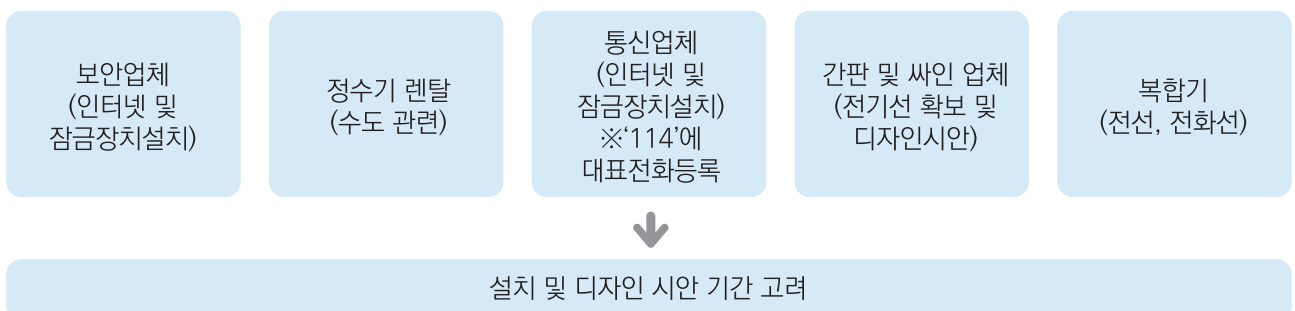 보안업체
(인터넷 및
잠금장치설치)
정수기 렌탈
(수도 관련)
통신업체
(인터넷 및
잠금장치설치)
※‘114’에
대표전화등록
간판 및 싸인 업체
(전기선 확보 및
디자인시안)
복합기
(전선, 전화선)
설치 및 디자인 시안 기간 고려